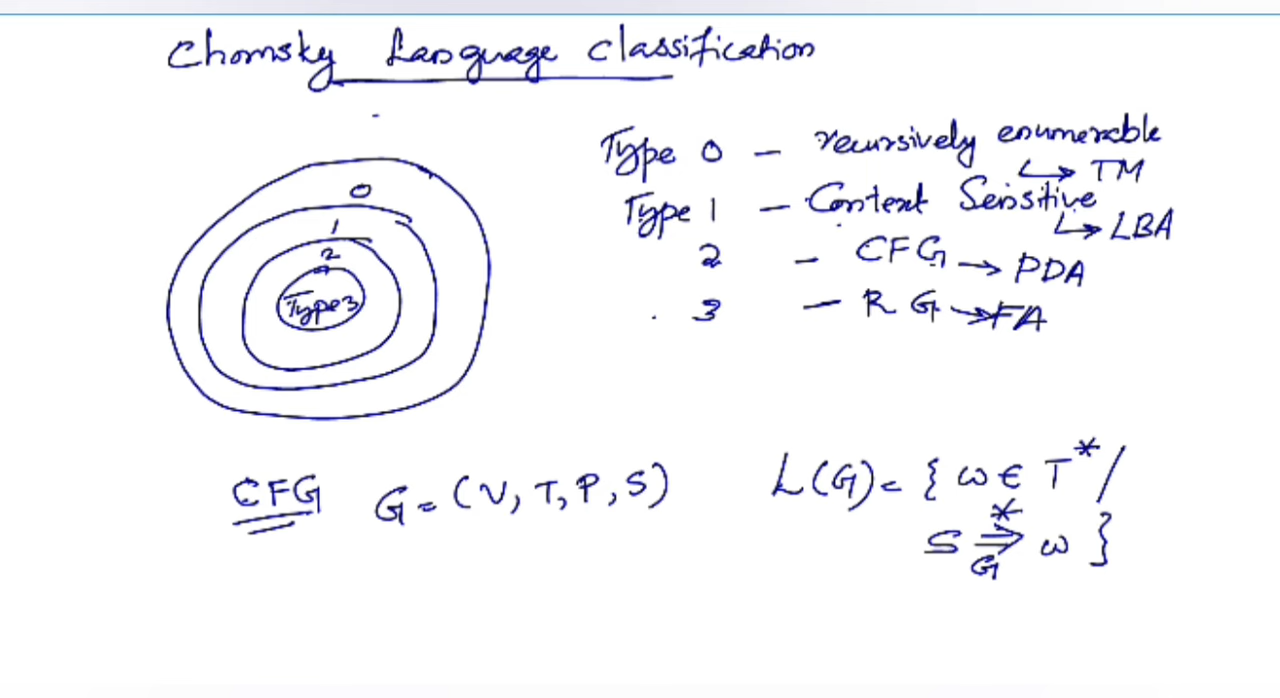 Chomsky Language Classification
0
1
2
Type 3
Type 0 – recursively enumerable
↳ TM
Type 1 – Context Sensitive
↳ LBA
2 – CFG → PDA
3 – RG → FA
CFG G = (V, T, P, S)
L(G) = { ω ∈ T* /
S ⇒* G ω }